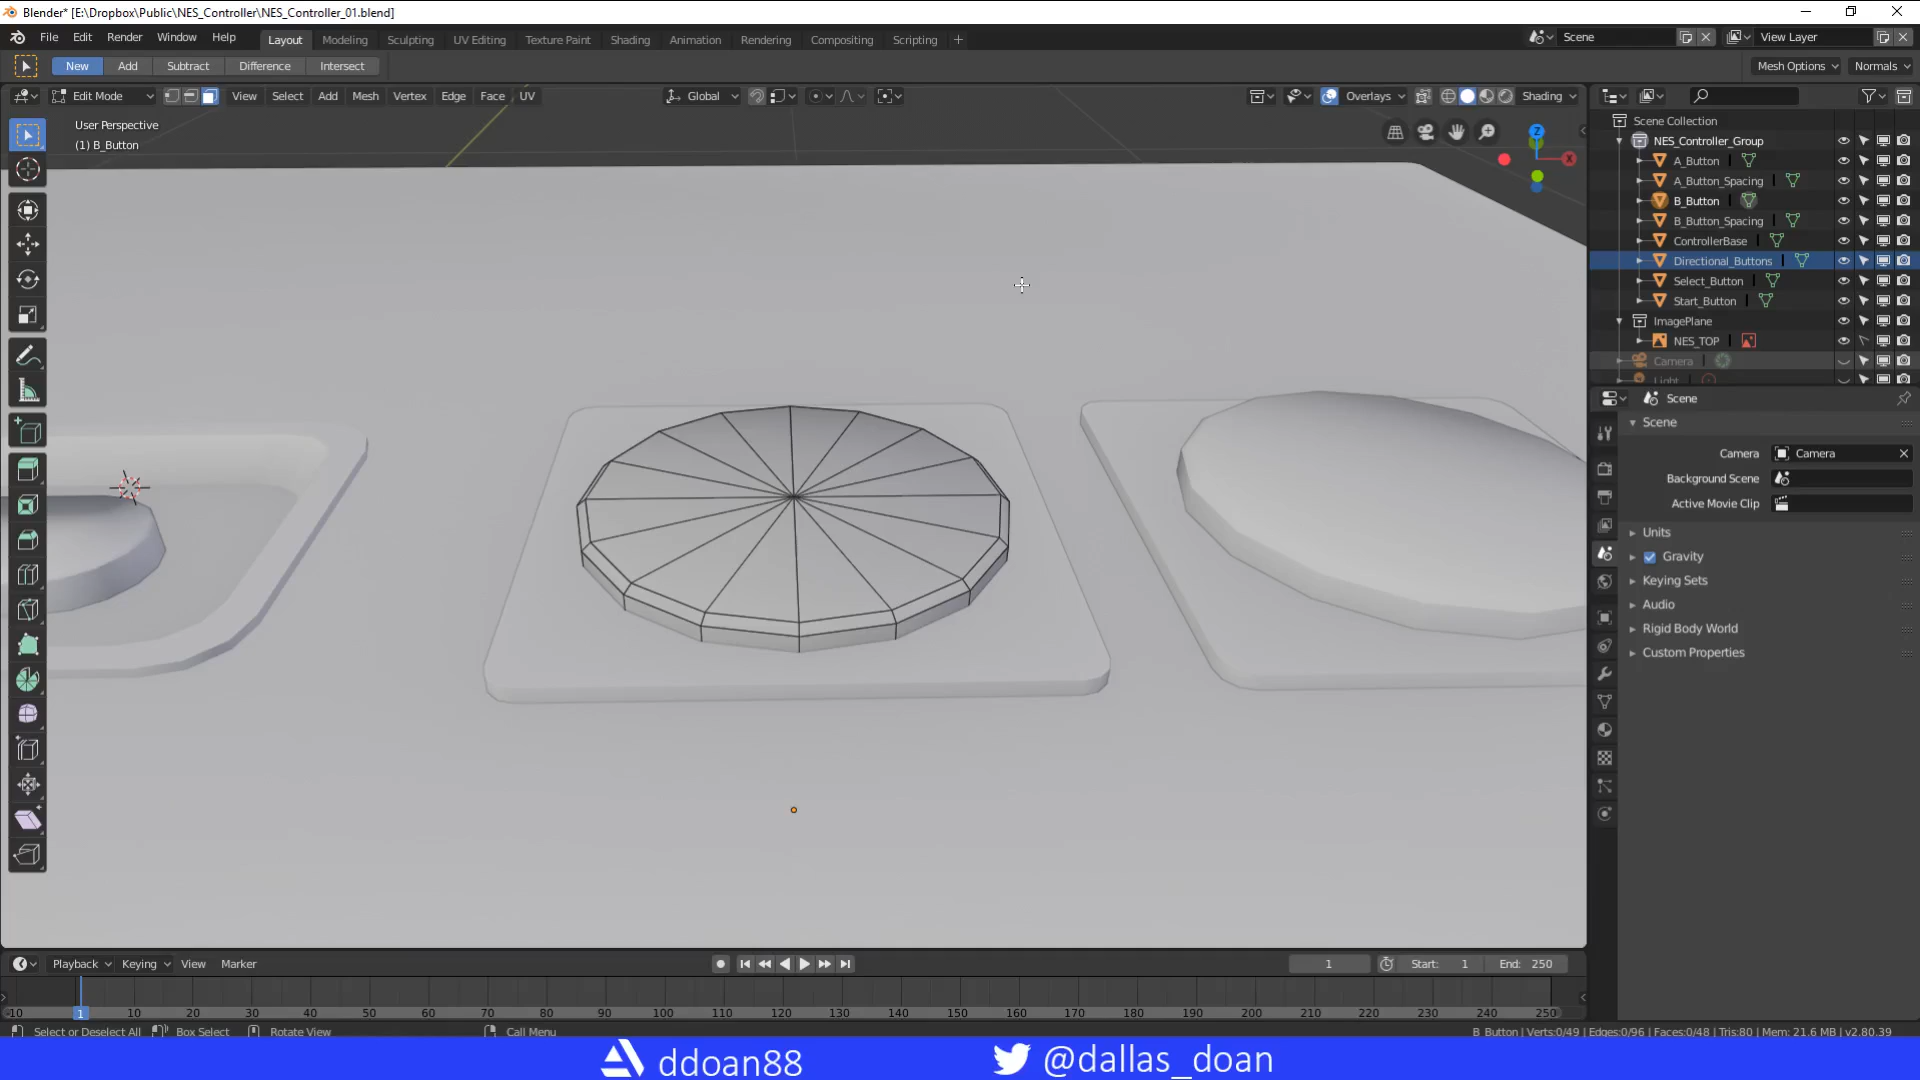 Blender* [E:\Dropbox\Public\NES_Controller\NES_Controller_01.blend]
File Edit Render Window Help Layout Modeling Sculpting UV Editing Texture Paint Shading Animation Rendering Compositing Scripting + Scene View Layer
New Add Subtract Difference Intersect Mesh Options Normals
Edit Mode View Select Add Mesh Vertex Edge Face UV Global Overlays Shading
User Perspective
(1) B_Button
Z
X
Scene Collection
NES_Controller_Group
A_Button
A_Button_Spacing
B_Button
B_Button_Spacing
ControllerBase
Directional_Buttons
Select_Button
Start_Button
ImagePlane
NES_TOP
Camera
Light
Scene
Scene
Camera Camera
Background Scene
Active Movie Clip
Units
Gravity
Keying Sets
Audio
Rigid Body World
Custom Properties
Playback Keying View Marker 1 Start: 1 End: 250
-10 1 10 20 30 40 50 60 70 80 90 100 110 120 130 140 150 160 170 180 190 200 210 220 230 240 250
Select or Deselect All Box Select Rotate View Call Menu B_Button | Verts:0/49 | Edges:0/96 | Faces:0/48 | Tris:80 | Mem: 21.6 MB | v2.80.39
ddoan88 @dallas_doan